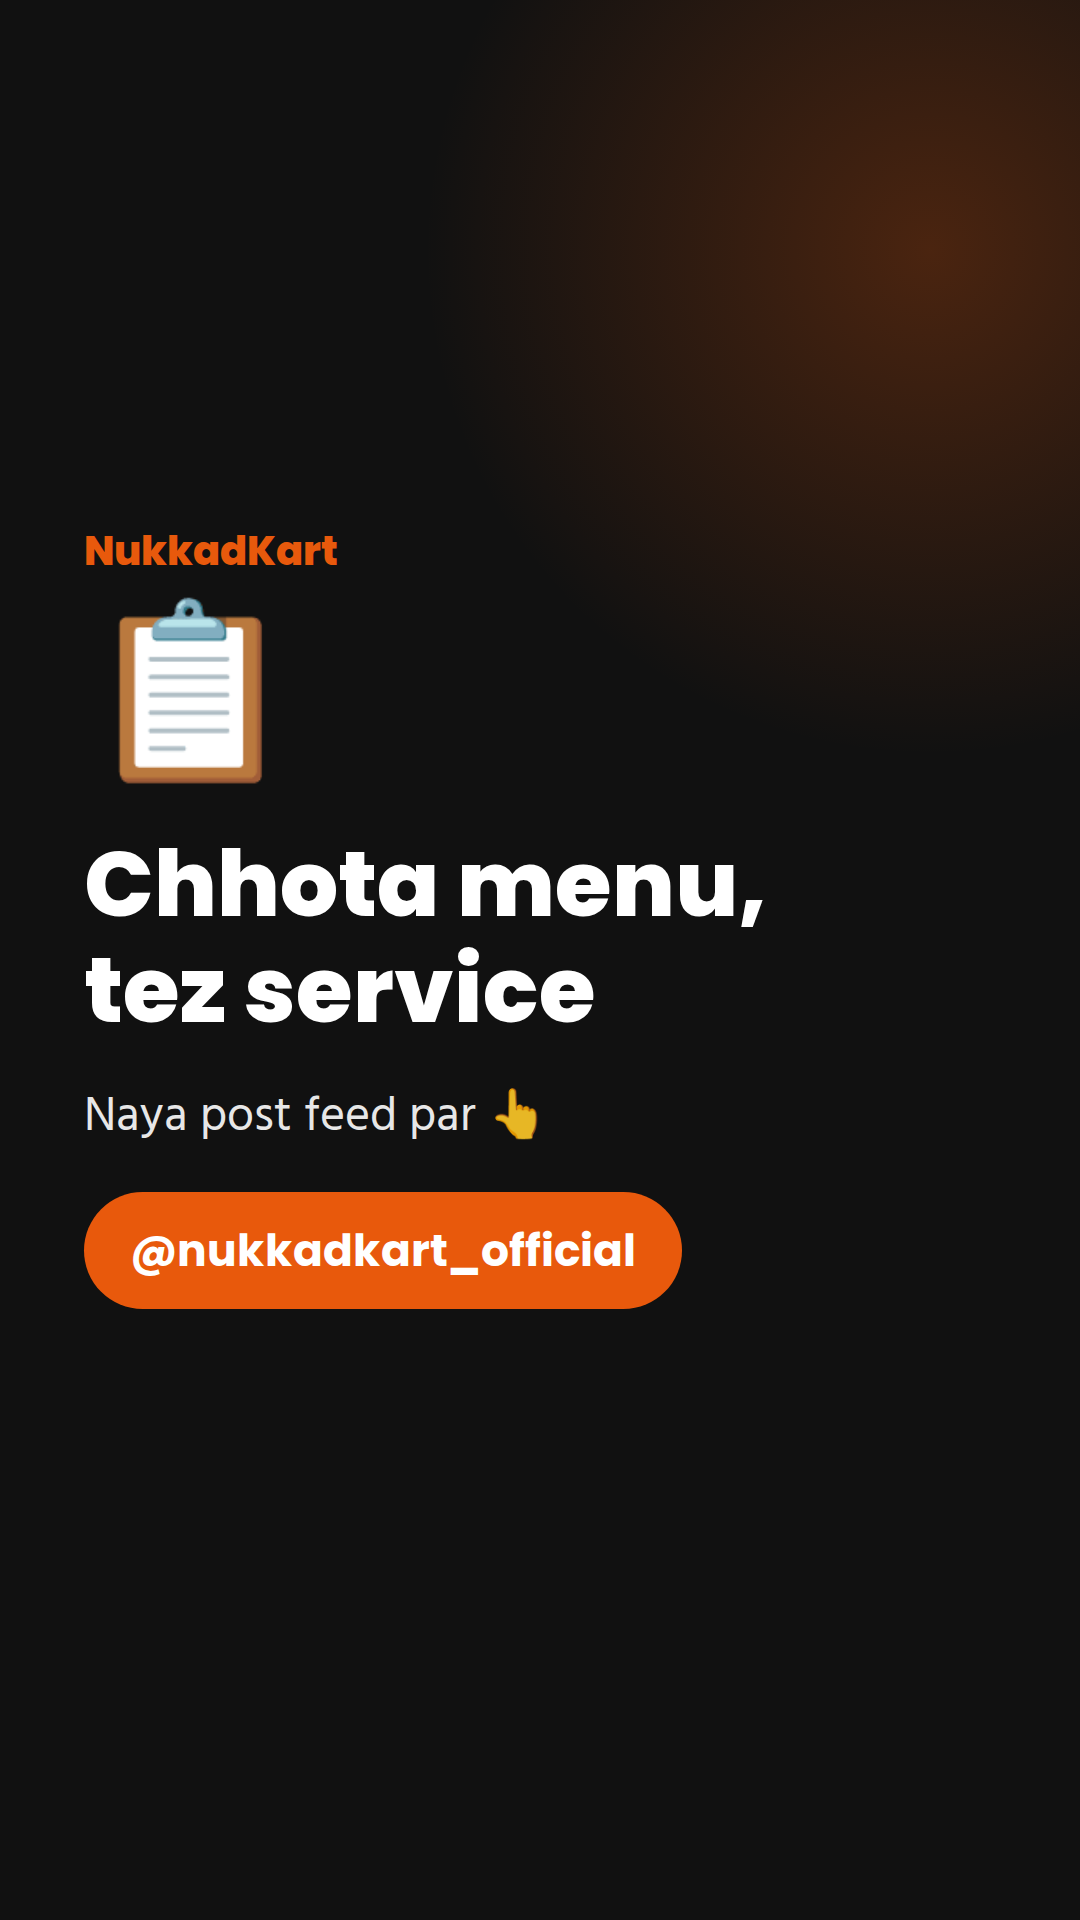 NukkadKart
Chhota menu,
tez service
Naya post feed par 👆
@nukkadkart_official